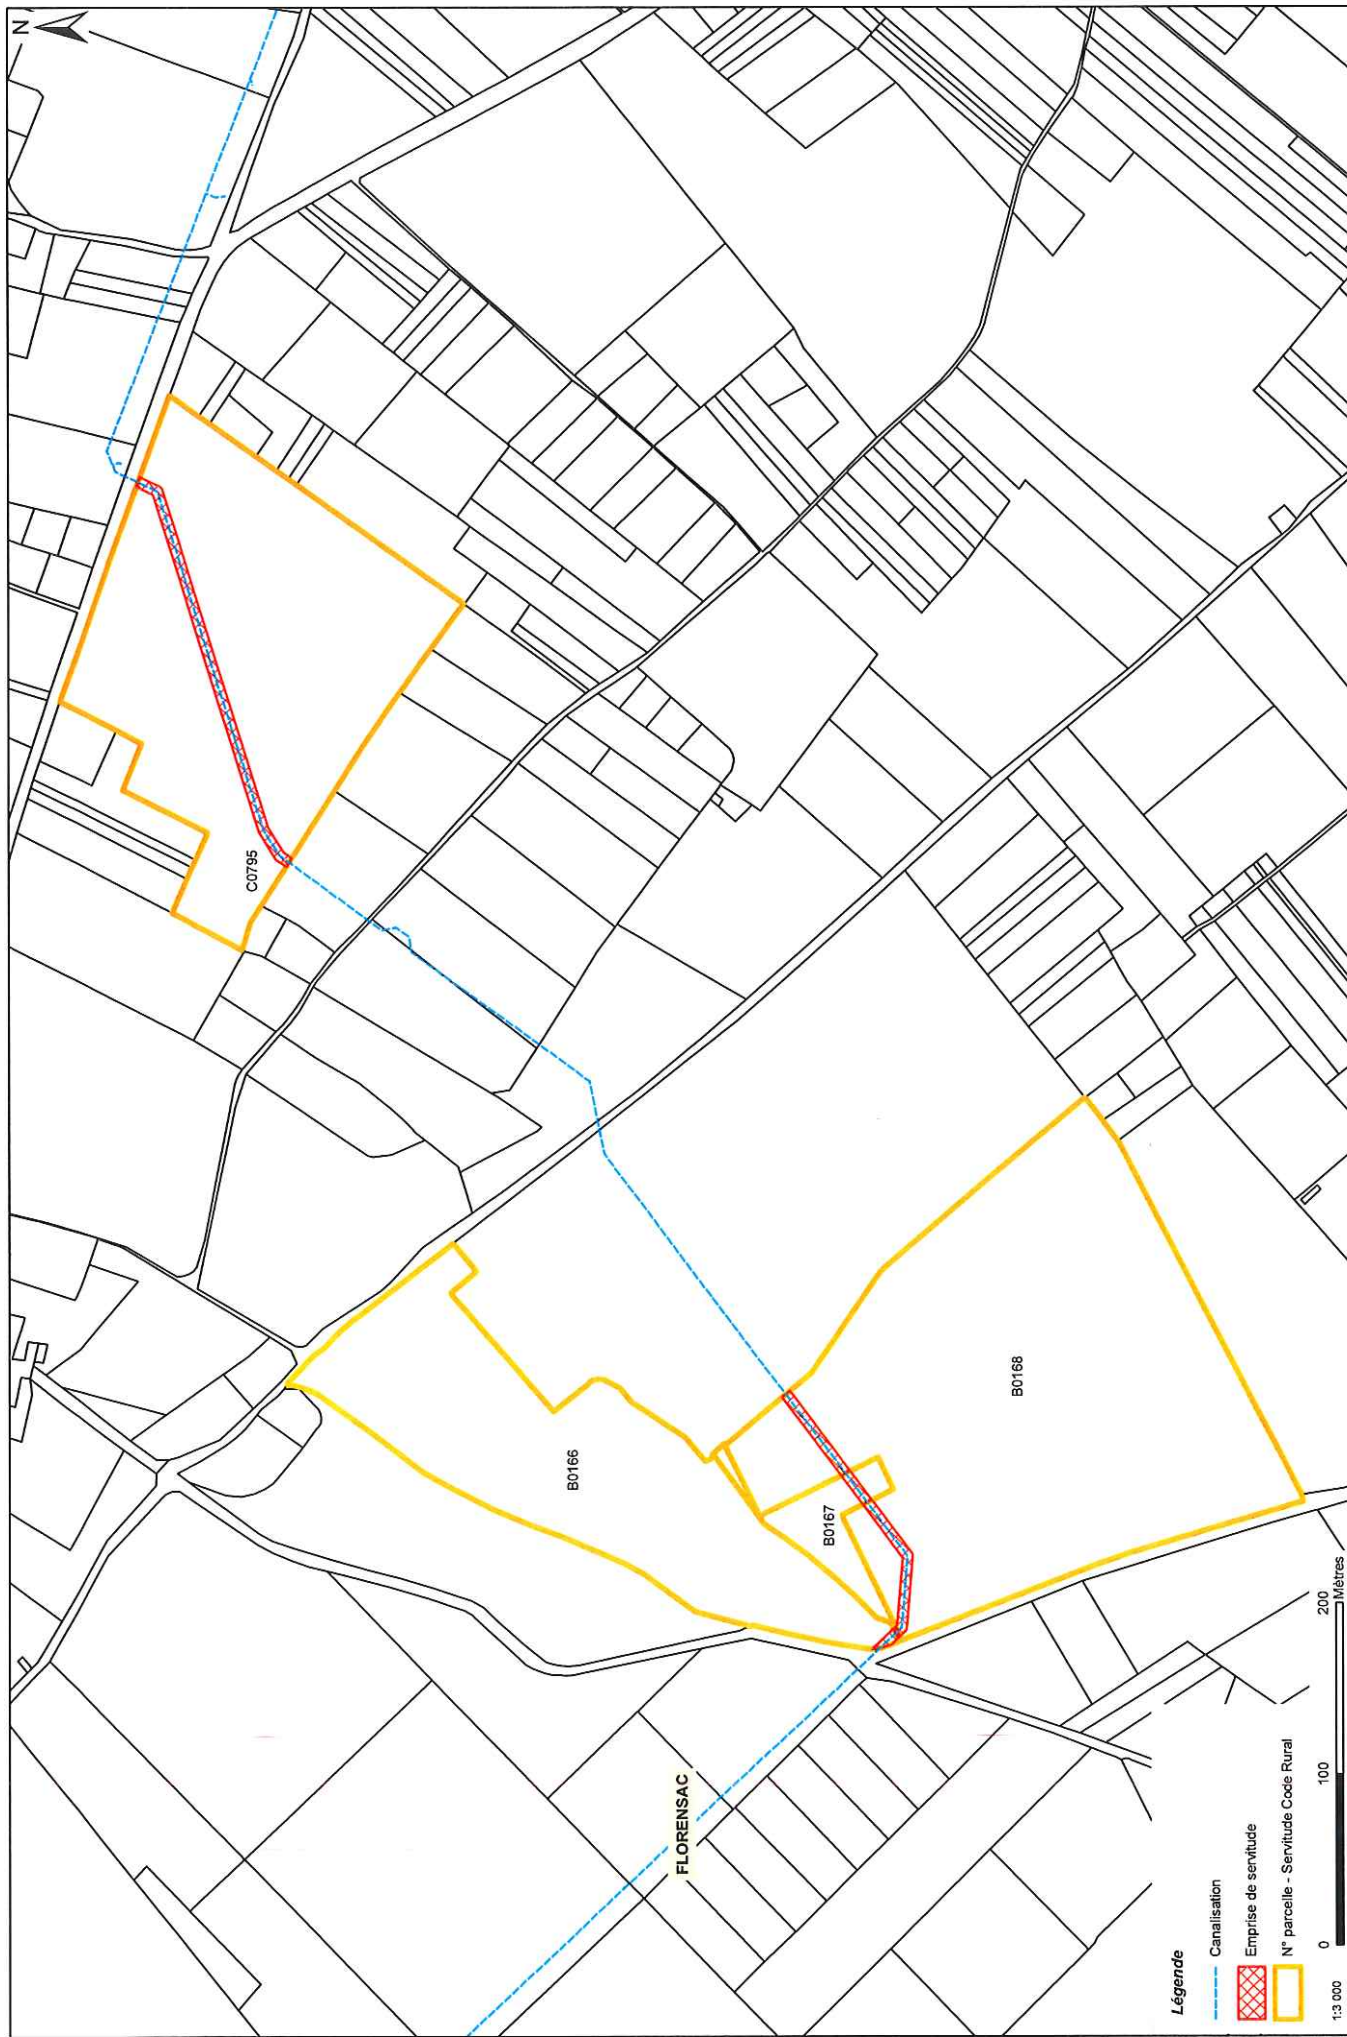 N
C0795
B0166
B0167
B0168
FLORENSAC
Légende
Canalisation
Emprise de servitude
N° parcelle - Servitude Code Rural
1:3 000
0 100 200
Mètres